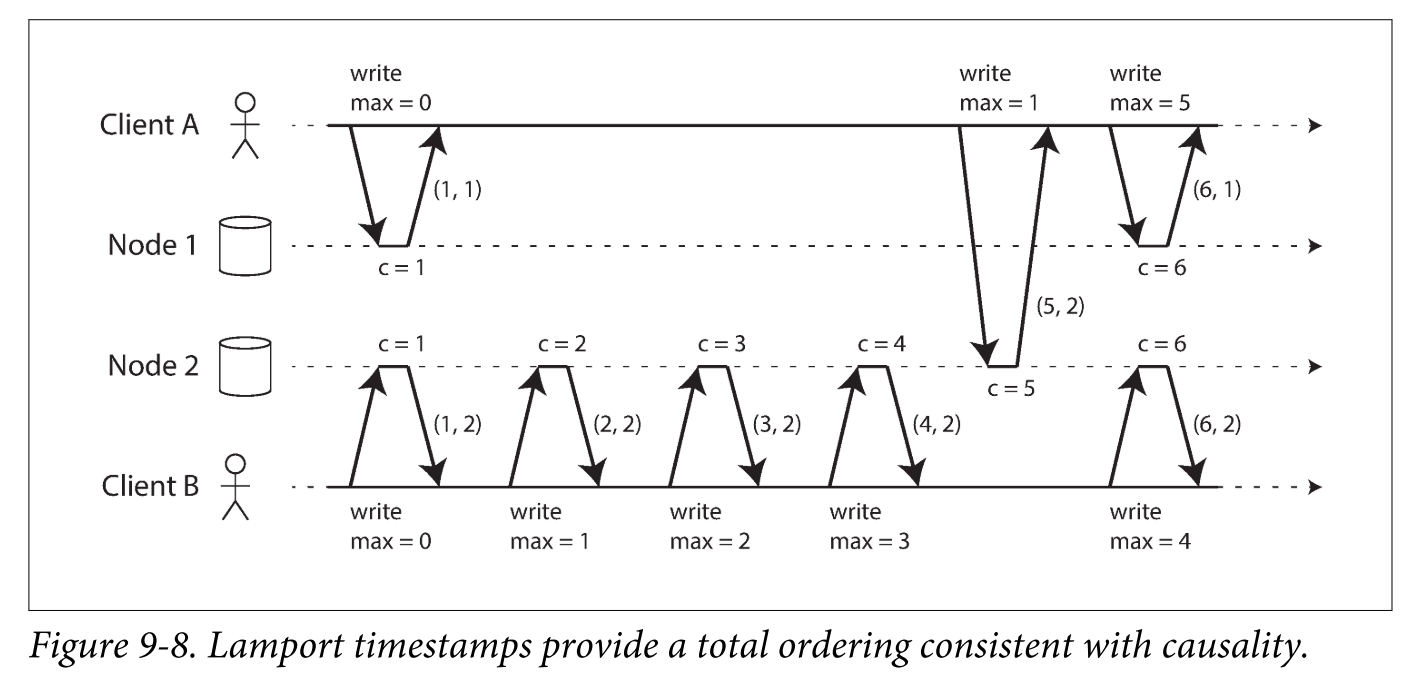 write
max = 0
write
max = 1
write
max = 5
Client A
(1, 1)
(6, 1)
Node 1
c = 1
c = 6
(5, 2)
c = 1
c = 2
c = 3
c = 4
c = 6
Node 2
c = 5
(1, 2)
(2, 2)
(3, 2)
(4, 2)
(6, 2)
Client B
write
max = 0
write
max = 1
write
max = 2
write
max = 3
write
max = 4
Figure 9-8. Lamport timestamps provide a total ordering consistent with causality.